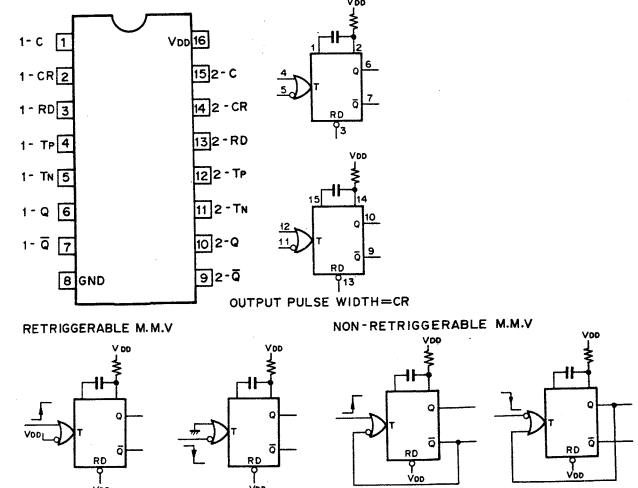 1-C 1
1-CR 2
1-RD 3
1-TP 4
1-TN 5
1-Q 6
1-Q̅ 7
8 GND
VDD 16
15 2-C
14 2-CR
13 2-RD
12 2-TP
11 2-TN
10 2-Q
9 2-Q̅
VDD
1 2
4 T Q 6
5 Q̅ 7
RD
3
VDD
15 14
12 T Q 10
11 Q̅ 9
RD
13
OUTPUT PULSE WIDTH=CR
RETRIGGERABLE M.M.V
NON-RETRIGGERABLE M.M.V
VDD
Q
VDD T
Q̅
RD
VDD
VDD
Q
T
Q̅
RD
VDD
VDD
Q
T
Q̅
RD
VDD
VDD
Q
T
Q̅
RD
VDD